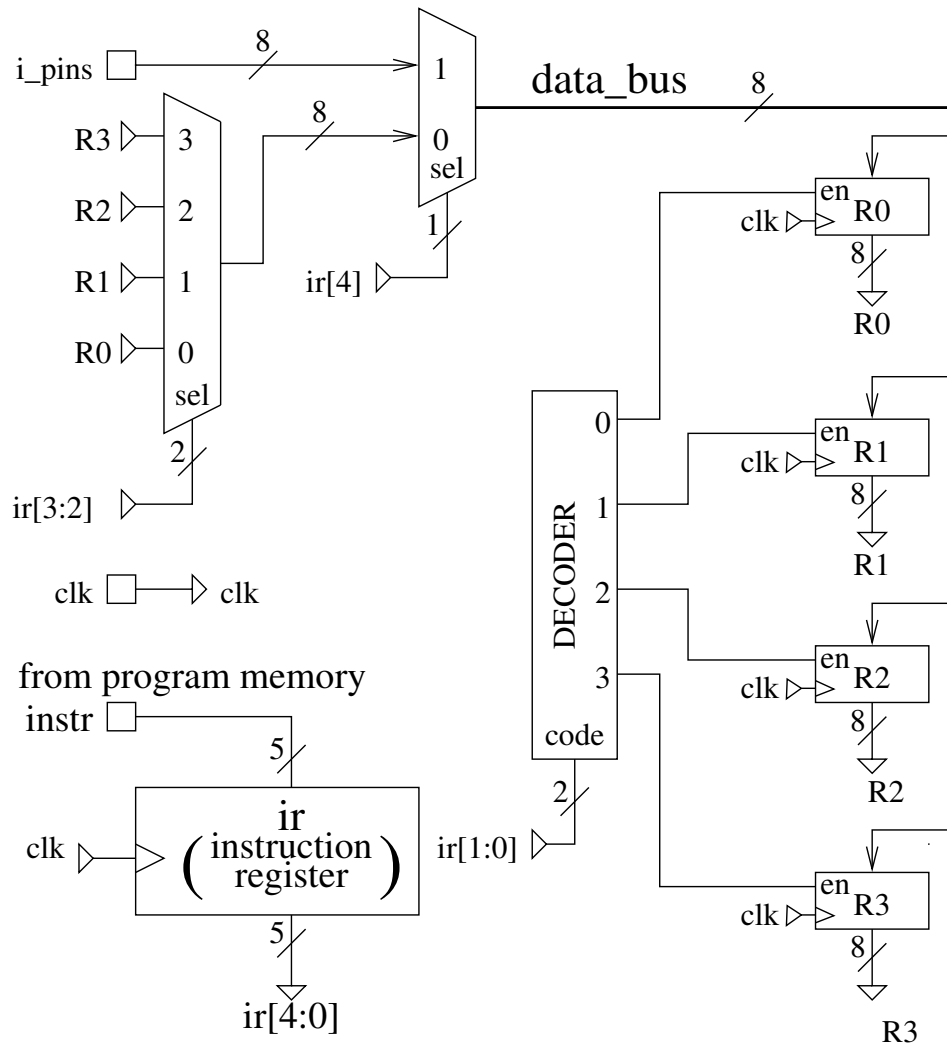 i_pins
8
1
0
sel
8
data_bus
8
R3
R2
R1
R0
3
2
1
0
sel
2
ir[3:2]
1
ir[4]
clk
clk
from program memory
instr
5
clk
ir
( instruction
register )
5
ir[4:0]
0
1
2
3
DECODER
code
2
ir[1:0]
en
R0
clk
8
R0
en
R1
clk
8
R1
en
R2
clk
8
R2
en
R3
clk
8
R3